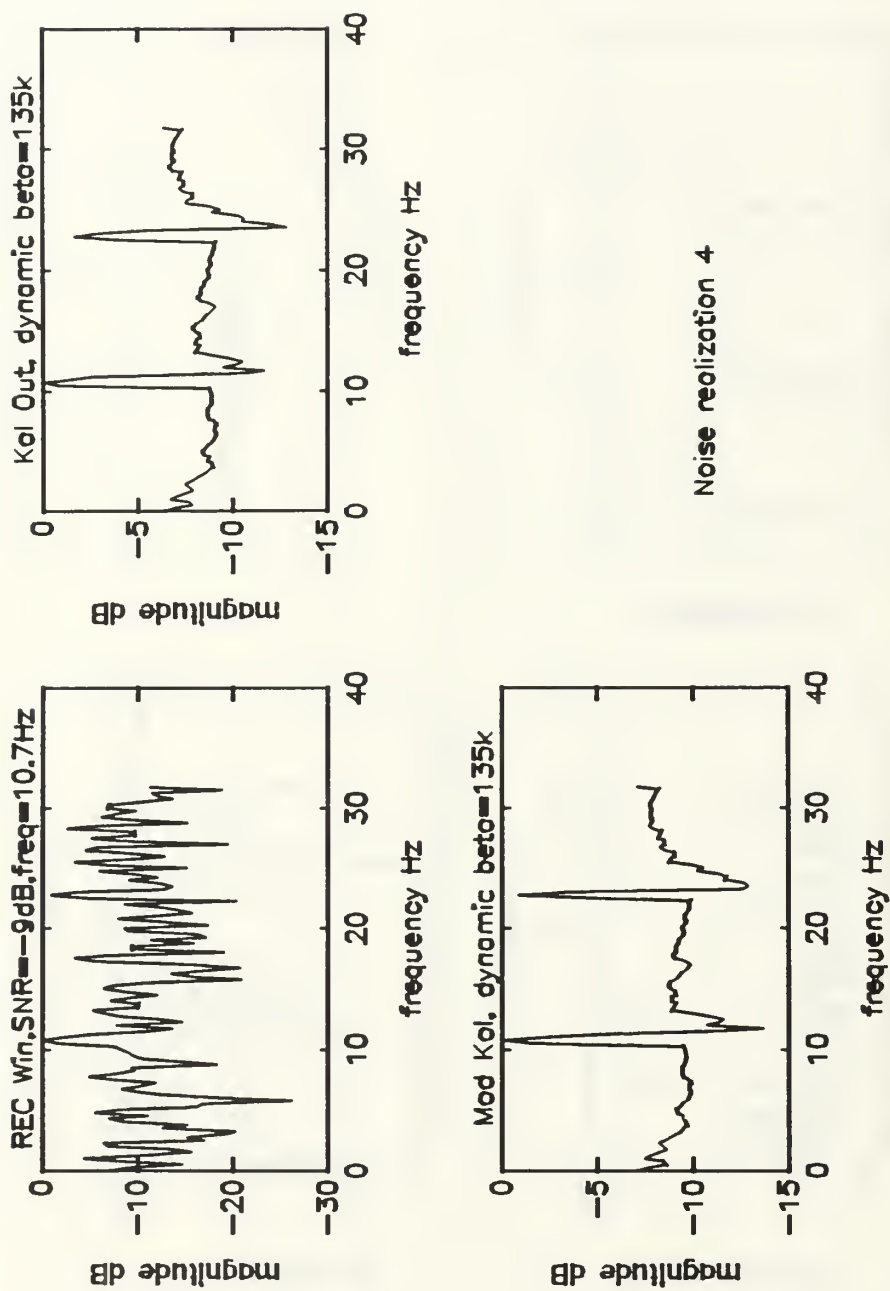 REC Win,SNR=-9dB,freq=10.7Hz
0
-10
-20
-30
magnitude dB
0 10 20 30 40
frequency Hz
Kal Out, dynamic beta=135k
0
-5
-10
-15
magnitude dB
0 10 20 30 40
frequency Hz
Mod Kal, dynamic beta=135k
0
-5
-10
-15
magnitude dB
0 10 20 30 40
frequency Hz
Noise realization 4